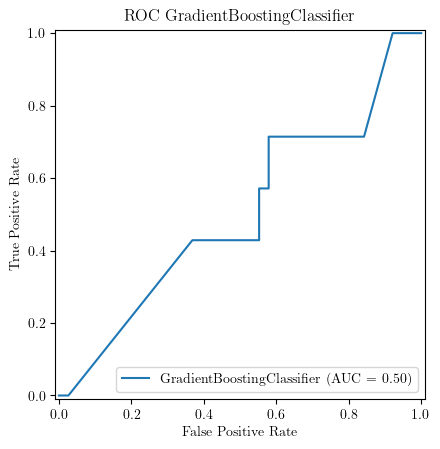 ROC GradientBoostingClassifier
1.0
0.8
0.6
0.4
0.2
0.0
True Positive Rate
GradientBoostingClassifier (AUC = 0.50)
0.0 0.2 0.4 0.6 0.8 1.0
False Positive Rate